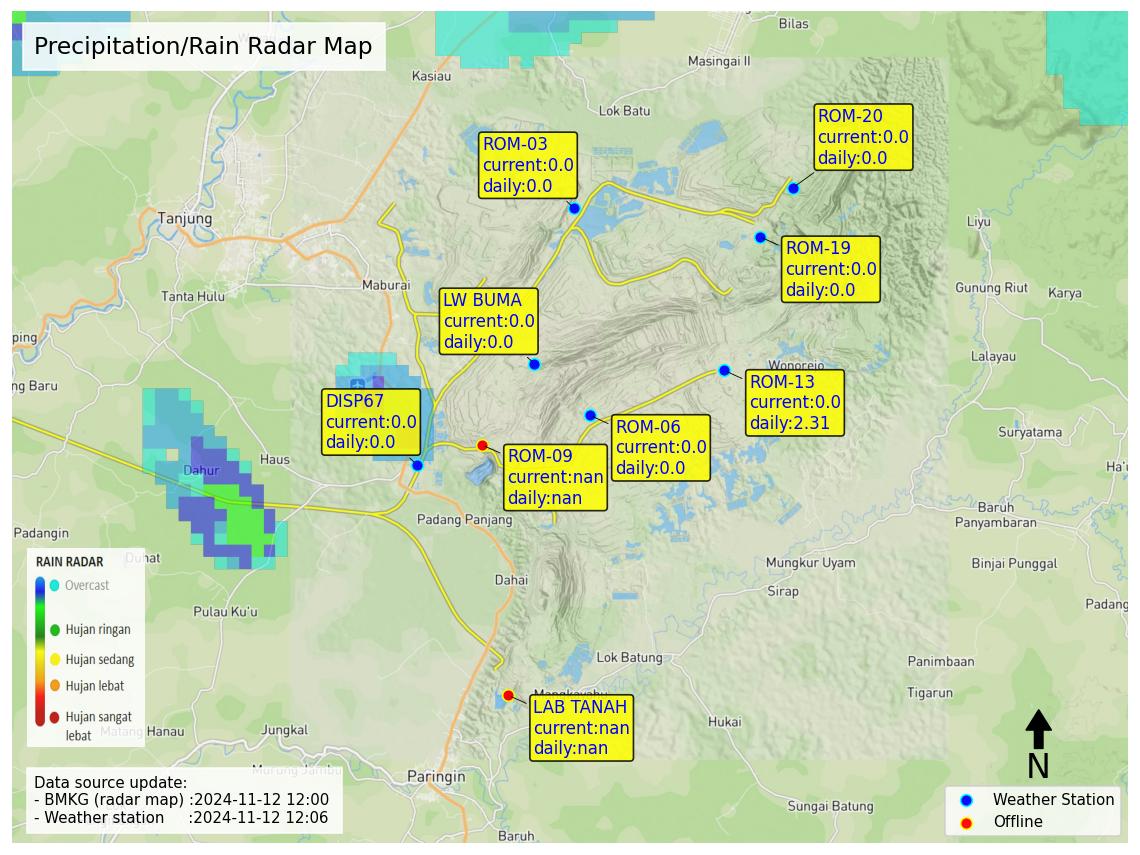 Precipitation/Rain Radar Map
Bilas
Masingai II
Kasiau
Lok Batu
ROM-20
current:0.0
daily:0.0
ROM-03
current:0.0
daily:0.0
Tanjung
Liyu
ROM-19
current:0.0
daily:0.0
Maburai
Tanta Hulu
Gunung Riut
Karya
LW BUMA
current:0.0
daily:0.0
ping
Lalayau
Wonorejo
ng Baru
ROM-13
current:0.0
daily:2.31
DISP67
current:0.0
daily:0.0
ROM-06
current:0.0
daily:0.0
Suryatama
Haus
Dahur
ROM-09
current:nan
daily:nan
Ha'u
Baruh
Panyambaran
Padang Panjang
Padangin
Duhat
Mungkur Uyam
Binjai Punggal
RAIN RADAR
Overcast
Hujan ringan
Hujan sedang
Hujan lebat
Hujan sangat
lebat
Dahai
Sirap
Padang
Pulau Ku'u
Lok Batung
Panimbaan
Tigarun
Mangkayahu
LAB TANAH
current:nan
daily:nan
Hukai
Matang Hanau
Jungkal
N
Murung Jambu
Paringin
Data source update:
- BMKG (radar map) :2024-11-12 12:00
- Weather station :2024-11-12 12:06
Sungai Batung
Baruh
Weather Station
Offline